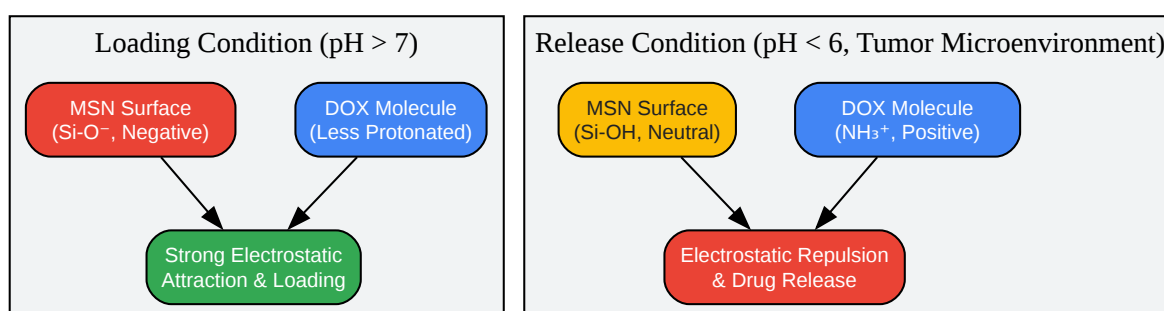 Loading Condition (pH > 7)
MSN Surface
(Si-O⁻, Negative)
DOX Molecule
(Less Protonated)
Strong Electrostatic
Attraction & Loading
Release Condition (pH < 6, Tumor Microenvironment)
MSN Surface
(Si-OH, Neutral)
DOX Molecule
(NH₃⁺, Positive)
Electrostatic Repulsion
& Drug Release